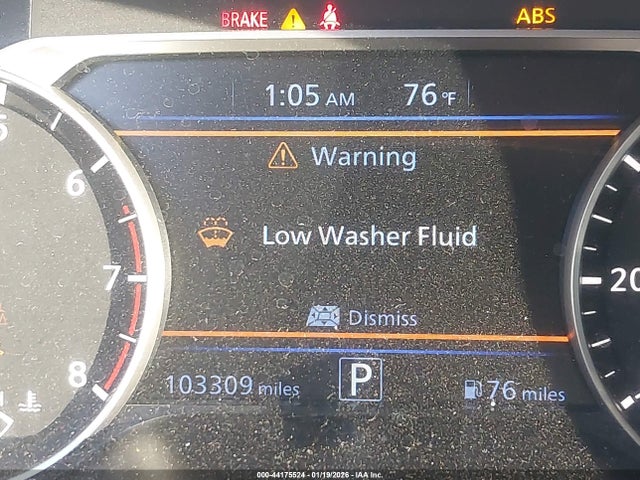 BRAKE ABS
1:05 AM 76 °F
5
Warning
6
Low Washer Fluid
7 20
Dismiss
8 103309 miles P 76 miles
000-44175524 - 01/19/2026 - IAA Inc.